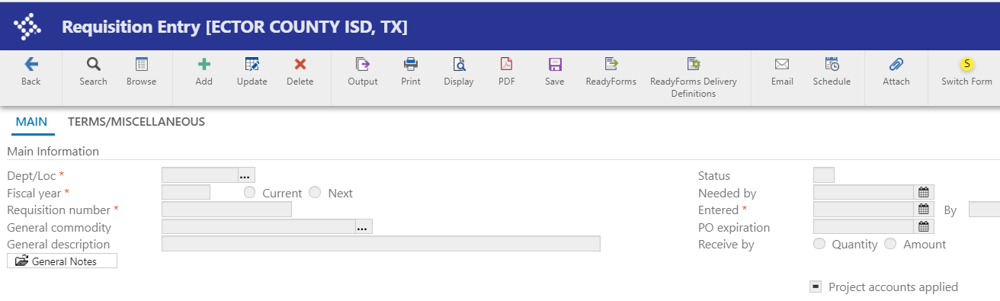 Requisition Entry [ECTOR COUNTY ISD, TX]
Back Search Browse Add Update Delete Output Print Display PDF Save ReadyForms ReadyForms Delivery Definitions Email Schedule Attach S Switch Form
MAIN TERMS/MISCELLANEOUS
Main Information
Dept/Loc * ... Status
Fiscal year * Current Next Needed by
Requisition number * Entered * By
General commodity ... PO expiration
General description Receive by Quantity Amount
General Notes
Project accounts applied